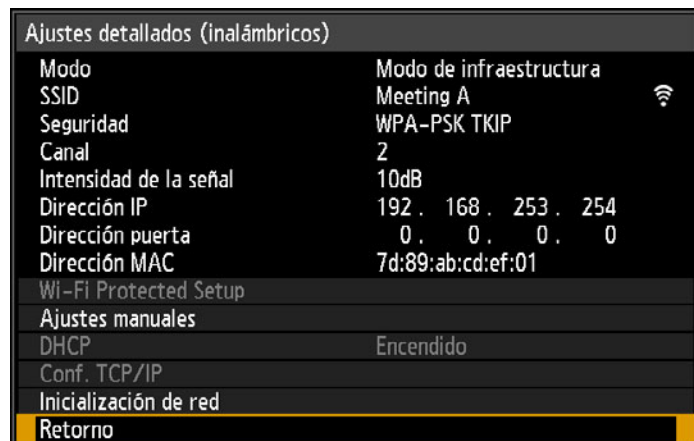 Ajustes detallados (inalámbricos)
Modo Modo de infraestructura
SSID Meeting A
Seguridad WPA-PSK TKIP
Canal 2
Intensidad de la señal 10dB
Dirección IP 192 . 168 . 253 . 254
Dirección puerta 0 . 0 . 0 . 0
Dirección MAC 7d:89:ab:cd:ef:01
Wi-Fi Protected Setup
Ajustes manuales
DHCP Encendido
Conf. TCP/IP
Inicialización de red
Retorno